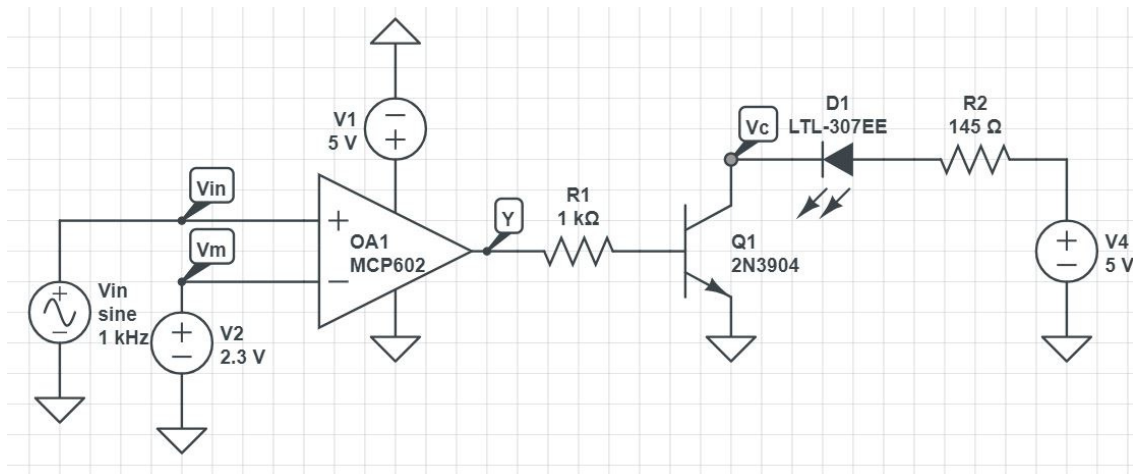 D1
LTL-307EE
R2
145 Ω
V1
5 V
Vc
Vin
R1
1 kΩ
+
OA1
MCP602
−
Y
Q1
2N3904
V4
5 V
Vm
Vin
sine
1 kHz
V2
2.3 V